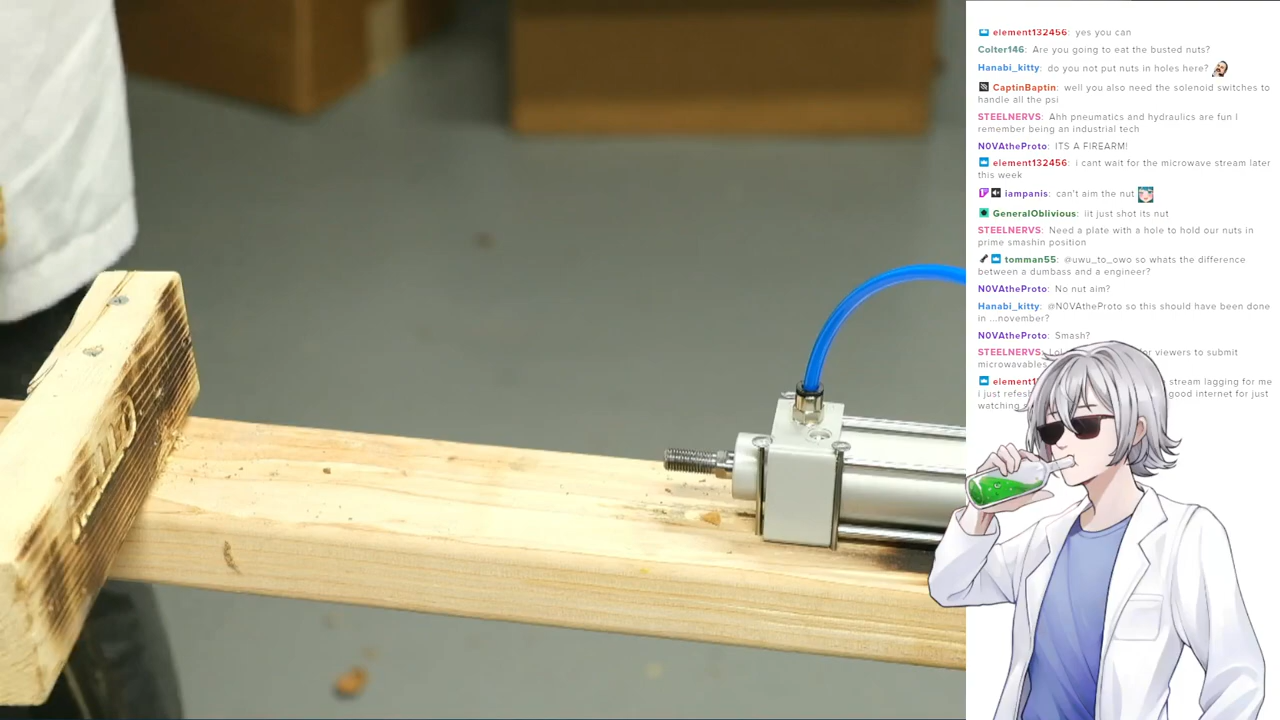 element132456: yes you can
Colter146: Are you going to eat the busted nuts?
Hanabi_kitty: do you not put nuts in holes here?
CaptinBaptin: well you also need the solenoid switches to
handle all the psi
STEELNERVS: Ahh pneumatics and hydraulics are fun I
remember being an industrial tech
N0VAtheProto: ITS A FIREARM!
element132456: i cant wait for the microwave stream later
this week
iampanis: can't aim the nut
GeneralOblivious: iit just shot its nut
STEELNERVS: Need a plate with a hole to hold our nuts in
prime smashin position
tomman55: @uwu_to_owo so whats the difference
between a dumbass and a engineer?
N0VAtheProto: No nut aim?
Hanabi_kitty: @N0VAtheProto so this should have been done
in ...november?
N0VAtheProto: Smash?
STEELNERVS: for viewers to submit
microwavables
stream lagging for me
i just good internet for just
watching